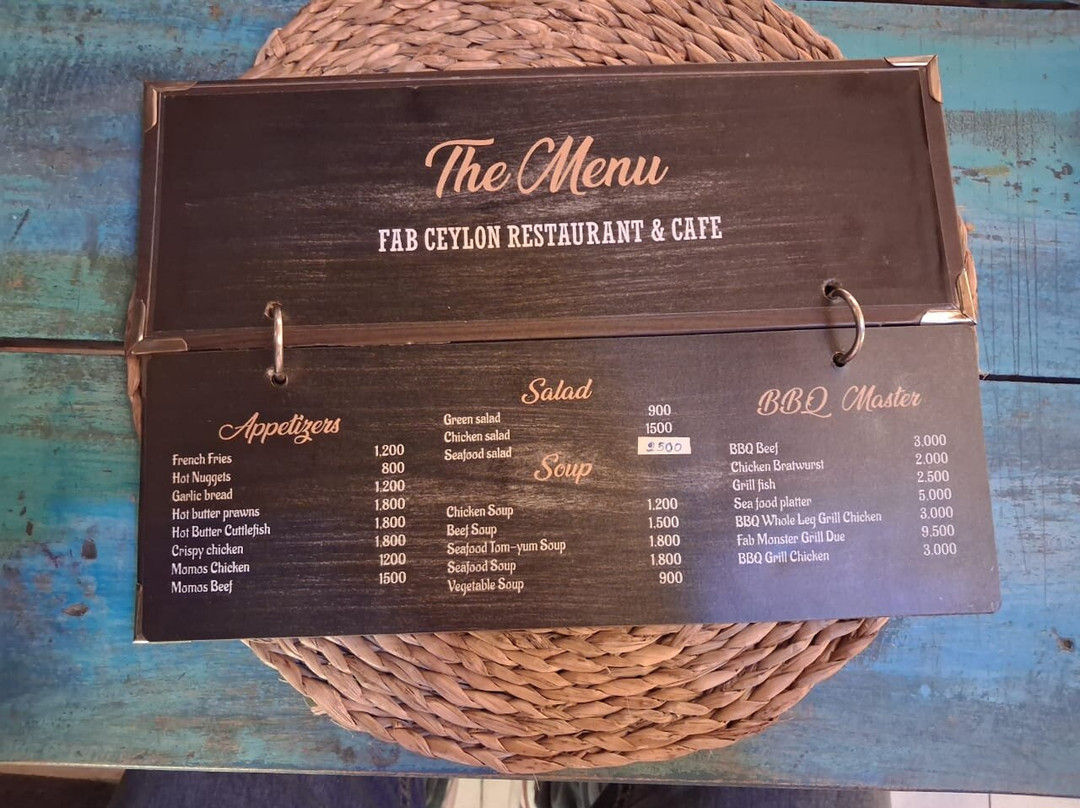 The Menu
FAB CEYLON RESTAURANT & CAFE
Appetizers
French Fries 1,200
Hot Nuggets 800
Garlic bread 1,200
Hot butter prawns 1,800
Hot Butter Cuttlefish 1,800
Crispy chicken 1,800
Momos Chicken 1200
Momos Beef 1500
Salad
Green salad 900
Chicken salad 1500
Seafood salad 2500
Soup
Chicken Soup 1,200
Beef Soup 1,500
Seafood Tom-yum Soup 1,800
Seafood Soup 1,800
Vegetable Soup 900
BBQ Master
BBQ Beef 3,000
Chicken Bratwurst 2.000
Grill fish 2.500
Sea food platter 5.000
BBQ Whole Leg Grill Chicken 3,000
Fab Monster Grill Due 9.500
BBQ Grill Chicken 3,000